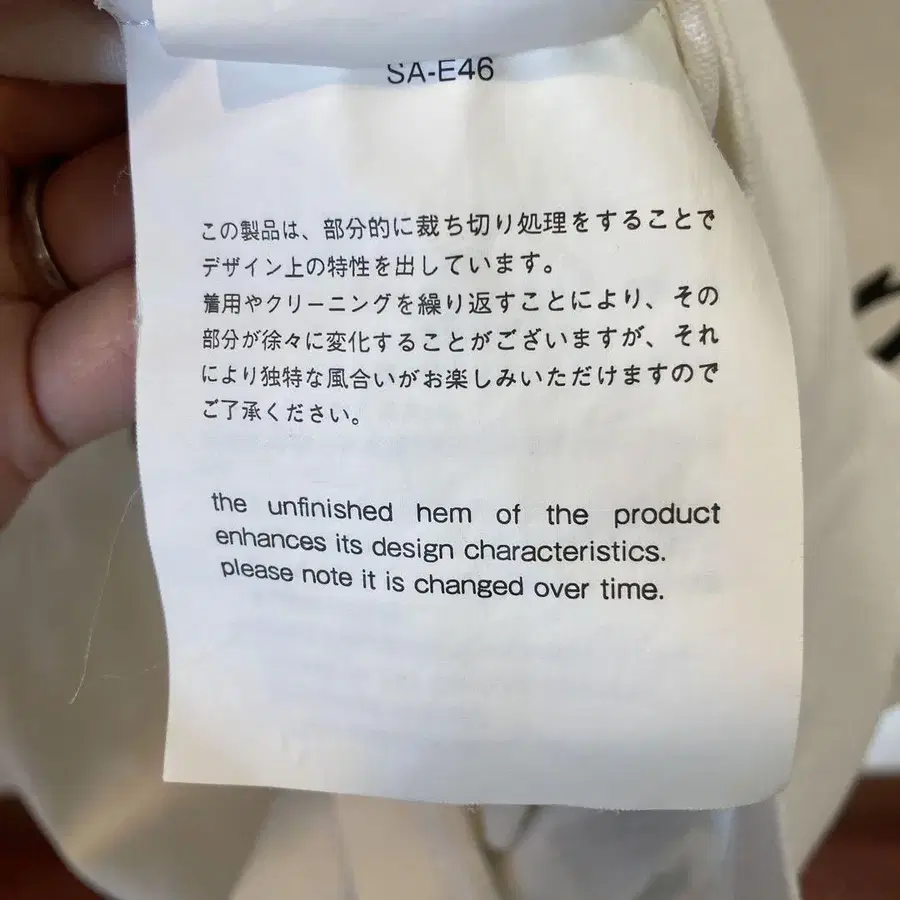 SA-E46
この製品は、部分的に裁ち切り処理をすることで
デザイン上の特性を出しています。
着用やクリーニングを繰り返すことにより、その
部分が徐々に変化することがございますが、それ
により独特な風合いがお楽しみいただけますので
ご了承ください。
the unfinished hem of the product
enhances its design characteristics.
please note it is changed over time.